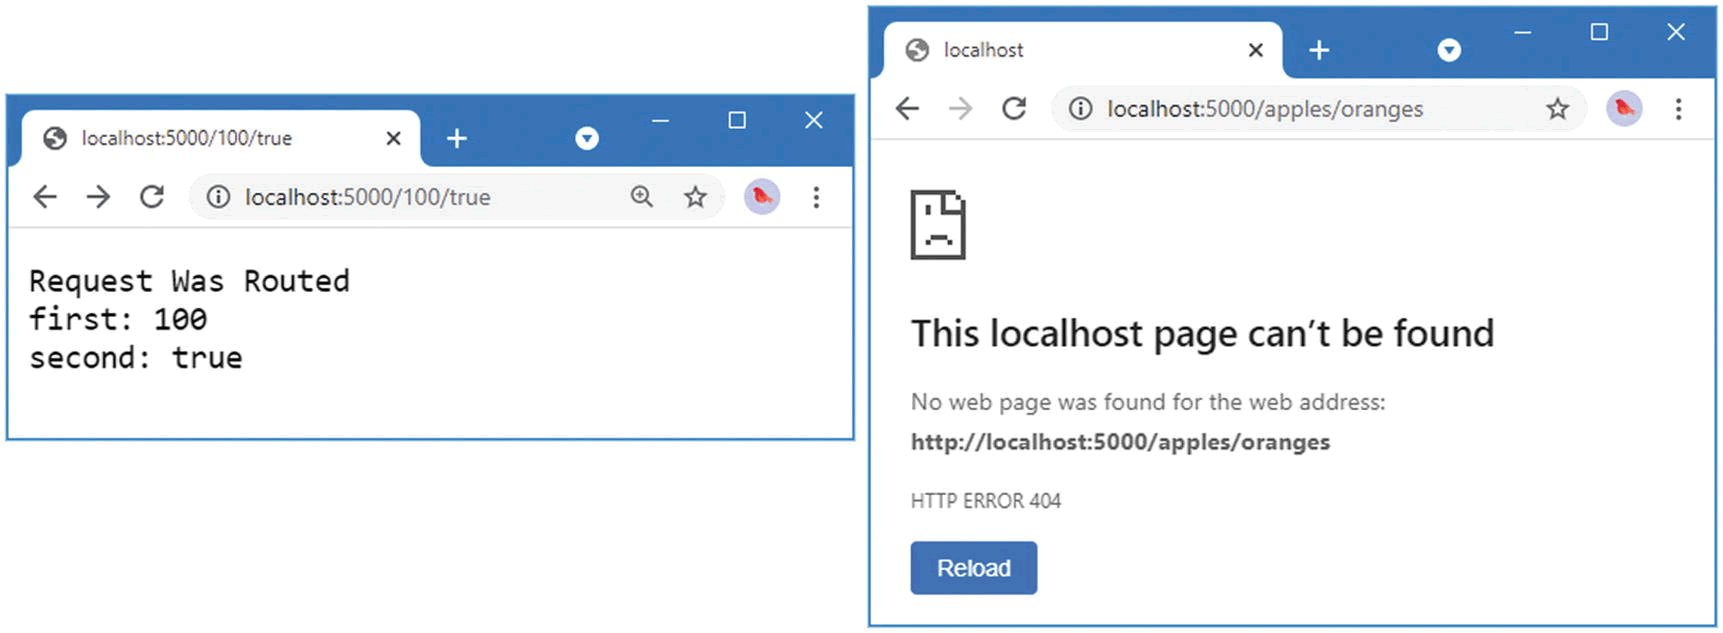 localhost:5000/100/true
localhost:5000/100/true
Request Was Routed
first: 100
second: true
localhost
localhost:5000/apples/oranges
This localhost page can’t be found
No web page was found for the web address:
http://localhost:5000/apples/oranges
HTTP ERROR 404
Reload